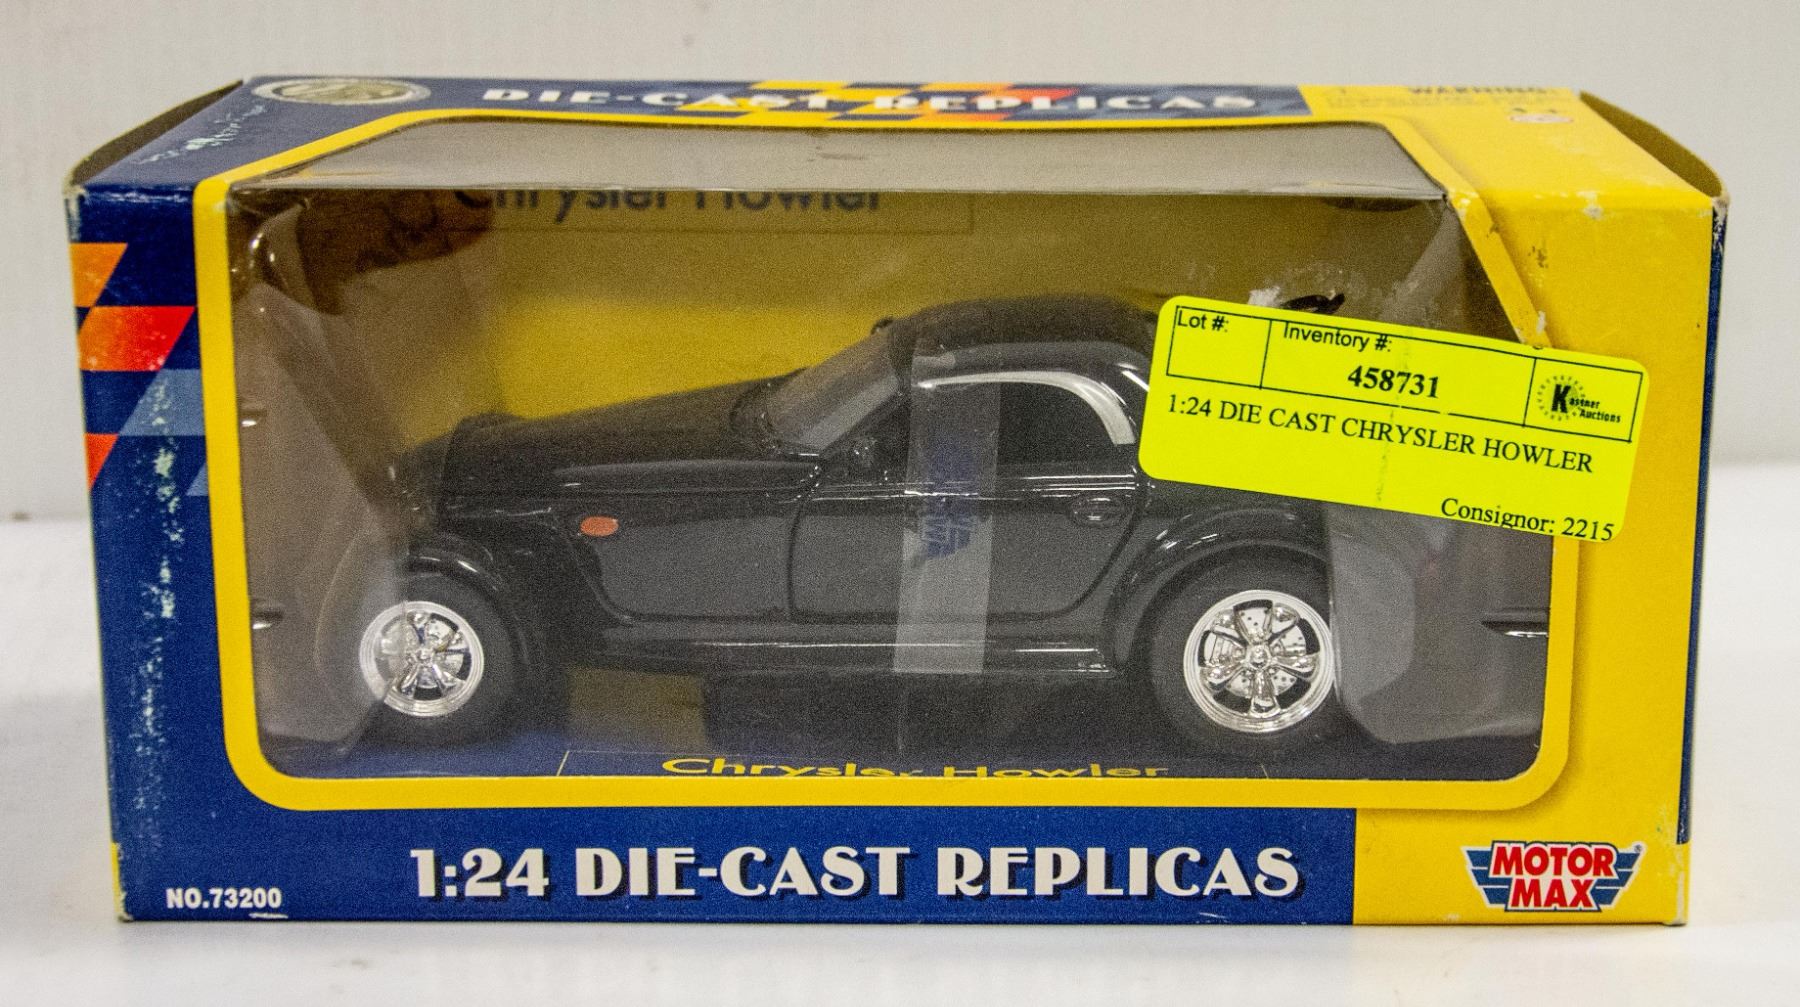 DIE-CAST REPLICAS
WARNING:
Chrysler Howler
Lot #:
Inventory #:
458731
Kastner
Auctions
1:24 DIE CAST CHRYSLER HOWLER
Consignor: 2215
Chrysler Howler
1:24 DIE-CAST REPLICAS
NO.73200
MOTOR
MAX
®